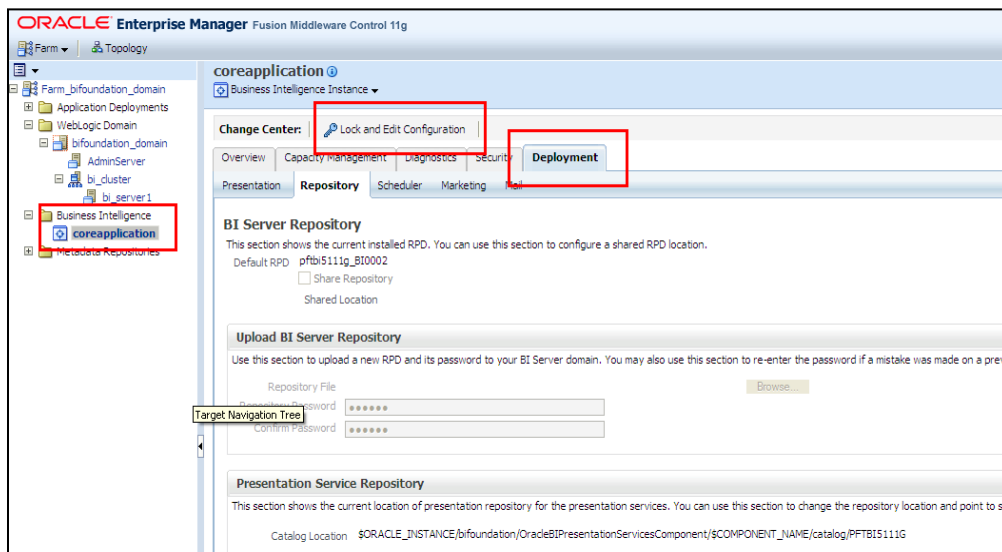 ORACLE Enterprise Manager Fusion Middleware Control 11g
Farm Topology
Farm_bifoundation_domain
Application Deployments
WebLogic Domain
bifoundation_domain
AdminServer
bi_cluster
bi_server1
Business Intelligence
coreapplication
Metadata Repositories
coreapplication
Business Intelligence Instance
Change Center: Lock and Edit Configuration
Overview Capacity Management Diagnostics Security Deployment
Presentation Repository Scheduler Marketing Mail
BI Server Repository
This section shows the current installed RPD. You can use this section to configure a shared RPD location.
Default RPD pftbi5111g_BI0002
Share Repository
Shared Location
Upload BI Server Repository
Use this section to upload a new RPD and its password to your BI Server domain. You may also use this section to re-enter the password if a mistake was made on a pre
Repository File Browse...
Repository Password ●●●●●●
Target Navigation Tree
Confirm Password ●●●●●●
Presentation Service Repository
This section shows the current location of presentation repository for the presentation services. You can use this section to change the repository location and point to s
Catalog Location $ORACLE_INSTANCE/bifoundation/OracleBIPresentationServicesComponent/$COMPONENT_NAME/catalog/PFTBI5111G